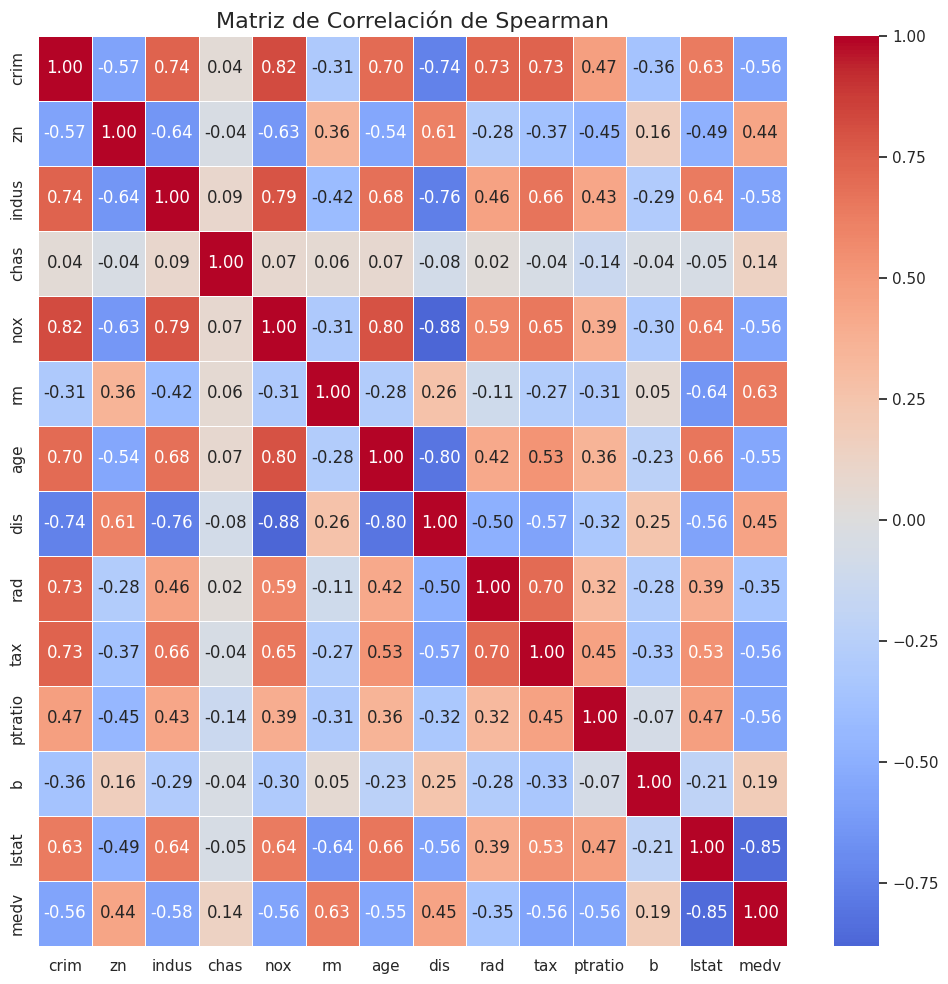 Matriz de Correlación de Spearman
crim 1.00 -0.57 0.74 0.04 0.82 -0.31 0.70 -0.74 0.73 0.73 0.47 -0.36 0.63 -0.56
zn -0.57 1.00 -0.64 -0.04 -0.63 0.36 -0.54 0.61 -0.28 -0.37 -0.45 0.16 -0.49 0.44
indus 0.74 -0.64 1.00 0.09 0.79 -0.42 0.68 -0.76 0.46 0.66 0.43 -0.29 0.64 -0.58
chas 0.04 -0.04 0.09 1.00 0.07 0.06 0.07 -0.08 0.02 -0.04 -0.14 -0.04 -0.05 0.14
nox 0.82 -0.63 0.79 0.07 1.00 -0.31 0.80 -0.88 0.59 0.65 0.39 -0.30 0.64 -0.56
rm -0.31 0.36 -0.42 0.06 -0.31 1.00 -0.28 0.26 -0.11 -0.27 -0.31 0.05 -0.64 0.63
age 0.70 -0.54 0.68 0.07 0.80 -0.28 1.00 -0.80 0.42 0.53 0.36 -0.23 0.66 -0.55
dis -0.74 0.61 -0.76 -0.08 -0.88 0.26 -0.80 1.00 -0.50 -0.57 -0.32 0.25 -0.56 0.45
rad 0.73 -0.28 0.46 0.02 0.59 -0.11 0.42 -0.50 1.00 0.70 0.32 -0.28 0.39 -0.35
tax 0.73 -0.37 0.66 -0.04 0.65 -0.27 0.53 -0.57 0.70 1.00 0.45 -0.33 0.53 -0.56
ptratio 0.47 -0.45 0.43 -0.14 0.39 -0.31 0.36 -0.32 0.32 0.45 1.00 -0.07 0.47 -0.56
b -0.36 0.16 -0.29 -0.04 -0.30 0.05 -0.23 0.25 -0.28 -0.33 -0.07 1.00 -0.21 0.19
lstat 0.63 -0.49 0.64 -0.05 0.64 -0.64 0.66 -0.56 0.39 0.53 0.47 -0.21 1.00 -0.85
medv -0.56 0.44 -0.58 0.14 -0.56 0.63 -0.55 0.45 -0.35 -0.56 -0.56 0.19 -0.85 1.00
crim zn indus chas nox rm age dis rad tax ptratio b lstat medv
1.00
0.75
0.50
0.25
0.00
−0.25
−0.50
−0.75